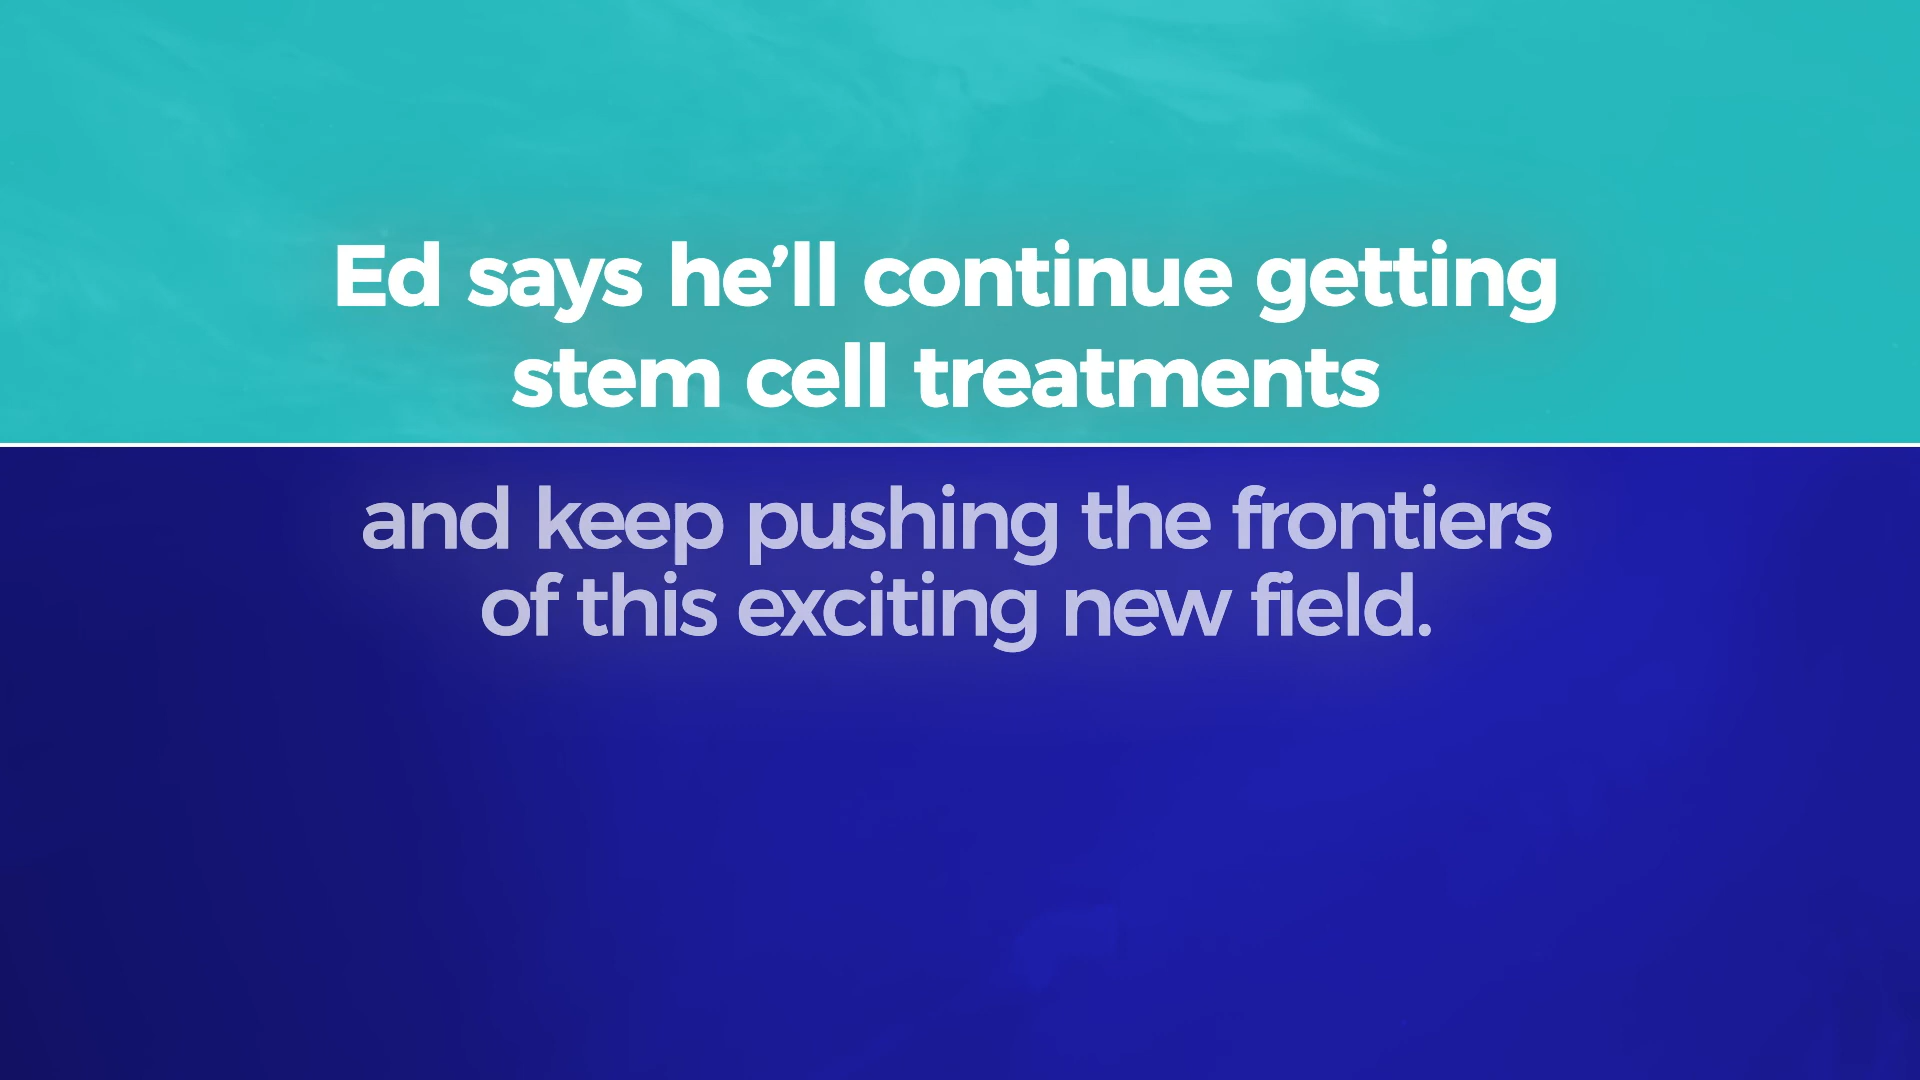 Ed says he’ll continue getting
stem cell treatments
and keep pushing the frontiers
of this exciting new field.